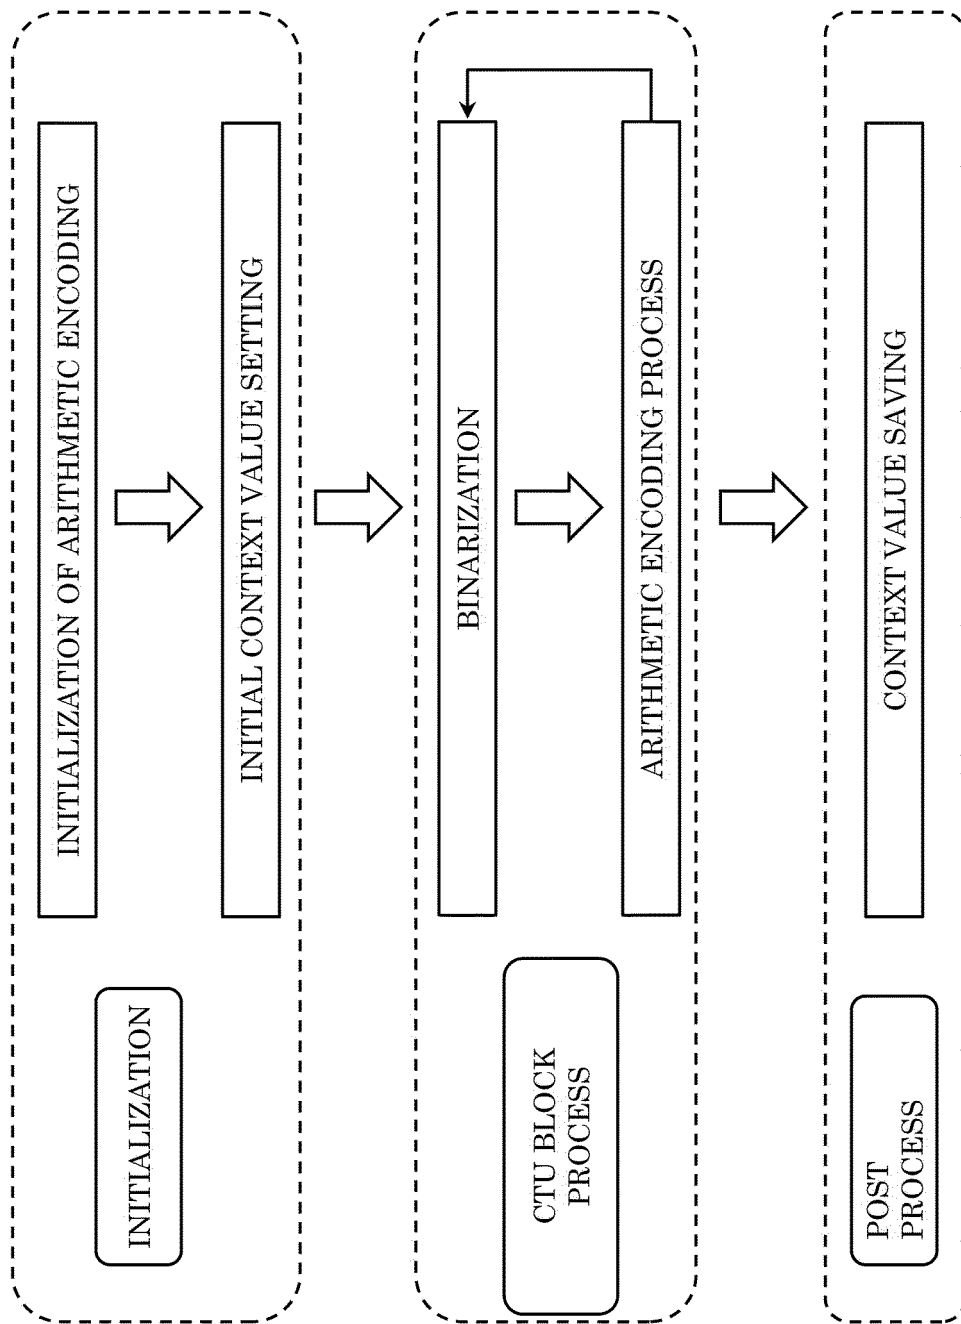 INITIALIZATION
INITIALIZATION OF ARITHMETIC ENCODING
INITIAL CONTEXT VALUE SETTING
CTU BLOCK
PROCESS
BINARIZATION
ARITHMETIC ENCODING PROCESS
POST
PROCESS
CONTEXT VALUE SAVING